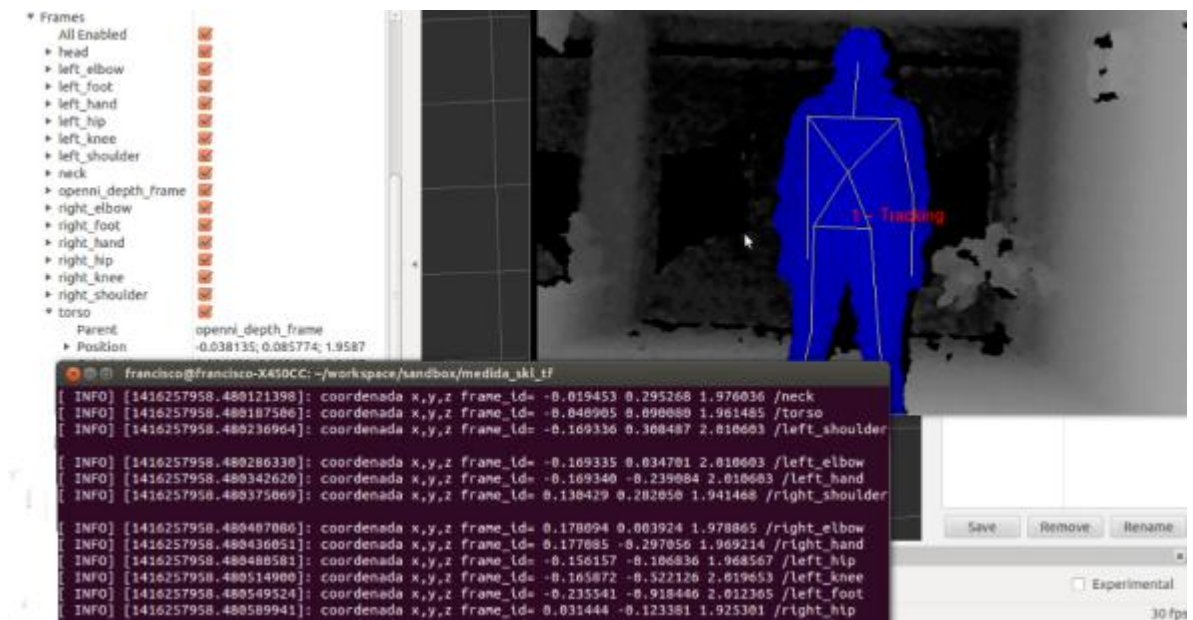 Frames
All Enabled
head
left_elbow
left_foot
left_hand
left_hip
left_knee
left_shoulder
neck
openni_depth_frame
right_elbow
right_foot
right_hand
right_hip
right_knee
right_shoulder
torso
Parent openni_depth_frame
Position -0.038135; 0.085774; 1.9587
1 - Tracking
francisco@francisco-X450CC: ~/workspace/sandbox/medida_skl_tf
[ INFO] [1416257958.480121398]: coordenada x,y,z frame_id= -0.019453 0.295268 1.976036 /neck
[ INFO] [1416257958.480187506]: coordenada x,y,z frame_id= -0.040905 0.090080 1.961485 /torso
[ INFO] [1416257958.480236964]: coordenada x,y,z frame_id= -0.169336 0.308487 2.010603 /left_shoulder
[ INFO] [1416257958.480286330]: coordenada x,y,z frame_id= -0.169335 0.034701 2.010603 /left_elbow
[ INFO] [1416257958.480342620]: coordenada x,y,z frame_id= -0.169340 -0.239084 2.010603 /left_hand
[ INFO] [1416257958.480375069]: coordenada x,y,z frame_id= 0.130429 0.282050 1.941468 /right_shoulder
[ INFO] [1416257958.480407086]: coordenada x,y,z frame_id= 0.178094 0.003924 1.978865 /right_elbow
[ INFO] [1416257958.480436051]: coordenada x,y,z frame_id= 0.177085 -0.297056 1.969214 /right_hand
[ INFO] [1416257958.480480581]: coordenada x,y,z frame_id= -0.156157 -0.106836 1.968567 /left_hip
[ INFO] [1416257958.480514900]: coordenada x,y,z frame_id= -0.165872 -0.522126 2.019653 /left_knee
[ INFO] [1416257958.480549524]: coordenada x,y,z frame_id= -0.235541 -0.918446 2.012365 /left_foot
[ INFO] [1416257958.480589941]: coordenada x,y,z frame_id= 0.031444 -0.123381 1.925301 /right_hip
Save Remove Rename
Experimental
30 fps